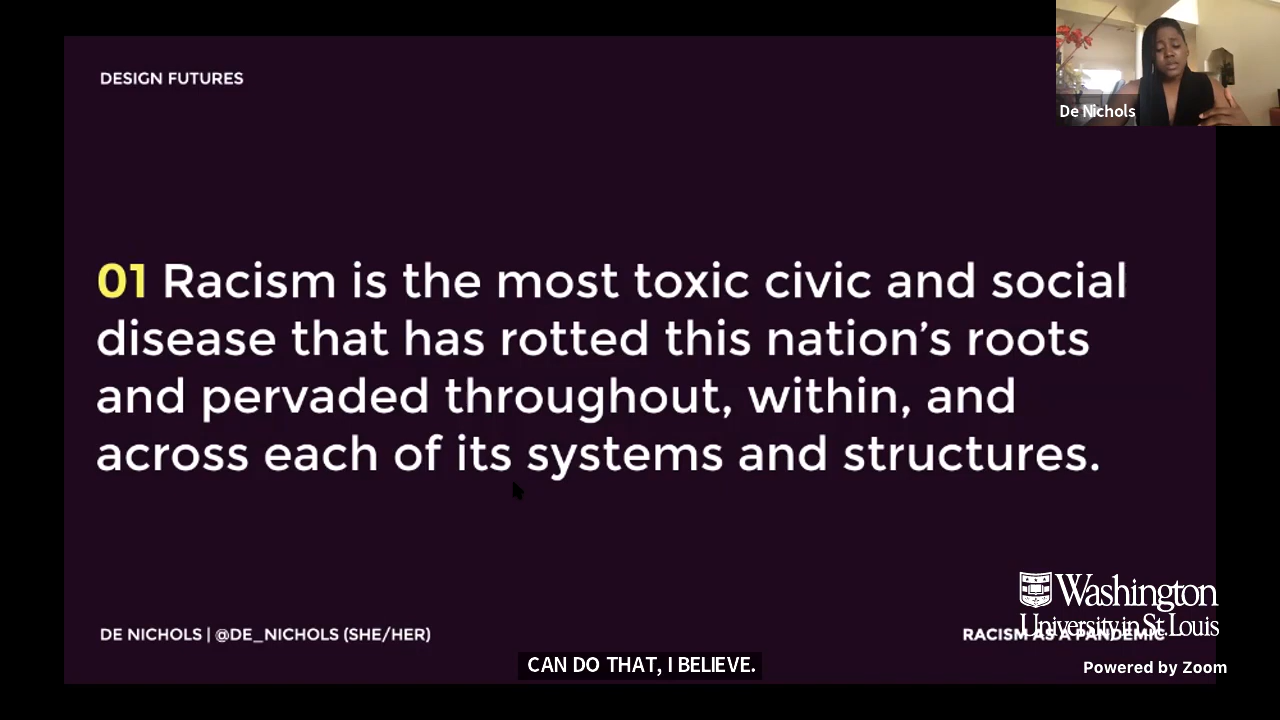 DESIGN FUTURES
De Nichols
01 Racism is the most toxic civic and social
disease that has rotted this nation’s roots
and pervaded throughout, within, and
across each of its systems and structures.
Washington
University in St. Louis
DE NICHOLS | @DE_NICHOLS (SHE/HER)
RACISM AS A PANDEMIC
CAN DO THAT, I BELIEVE.
Powered by Zoom